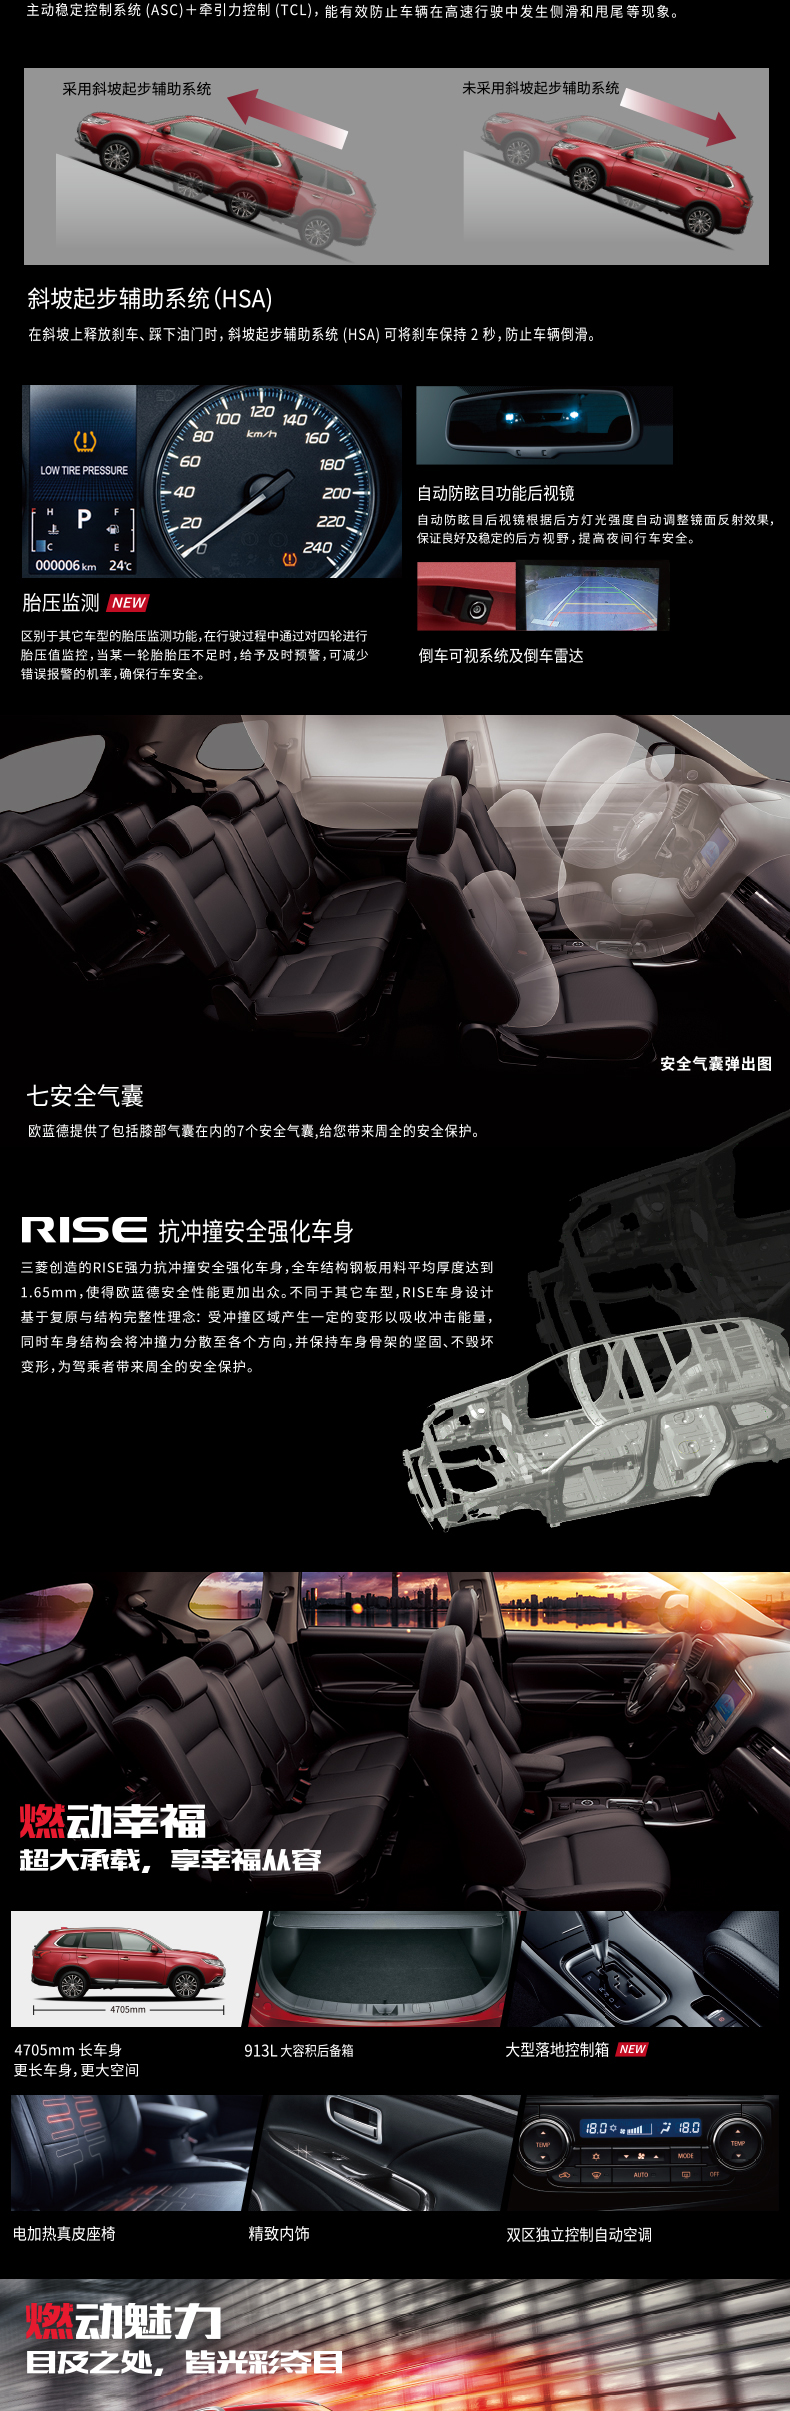 主动稳定控制系统 (ASC)＋牵引力控制 (TCL)，能有效防止车辆在高速行驶中发生侧滑和甩尾等现象。
采用斜坡起步辅助系统
未采用斜坡起步辅助系统
斜坡起步辅助系统(HSA)
在斜坡上释放刹车、踩下油门时，斜坡起步辅助系统 (HSA) 可将刹车保持 2 秒，防止车辆倒滑。
LOW TIRE PRESSURE
H
F
P
C
E
000006 km
24℃
0
20
40
60
80
100
120
140
160
180
200
220
240
km/h
自动防眩目功能后视镜
自动防眩目后视镜根据后方灯光强度自动调整镜面反射效果，
保证良好及稳定的后方视野，提高夜间行车安全。
胎压监测 NEW
区别于其它车型的胎压监测功能，在行驶过程中通过对四轮进行
胎压值监控，当某一轮胎胎压不足时，给予及时预警，可减少
错误报警的机率，确保行车安全。
倒车可视系统及倒车雷达
安全气囊弹出图
七安全气囊
欧蓝德提供了包括膝部气囊在内的7个安全气囊，给您带来周全的安全保护。
RISE 抗冲撞安全强化车身
三菱创造的RISE强力抗冲撞安全强化车身，全车结构钢板用料平均厚度达到
1.65mm，使得欧蓝德安全性能更加出众。不同于其它车型，RISE车身设计
基于复原与结构完整性理念：受冲撞区域产生一定的变形以吸收冲击能量，
同时车身结构会将冲撞力分散至各个方向，并保持车身骨架的坚固、不毁坏
变形，为驾乘者带来周全的安全保护。
燃动幸福
超大承载，享幸福从容
4705mm
4705mm 长车身
更长车身，更大空间
913L 大容积后备箱
大型落地控制箱 NEW
18.0
18.0
TEMP
TEMP
MODE
AUTO
OFF
电加热真皮座椅
精致内饰
双区独立控制自动空调
燃动魅力
目及之处，皆光彩夺目